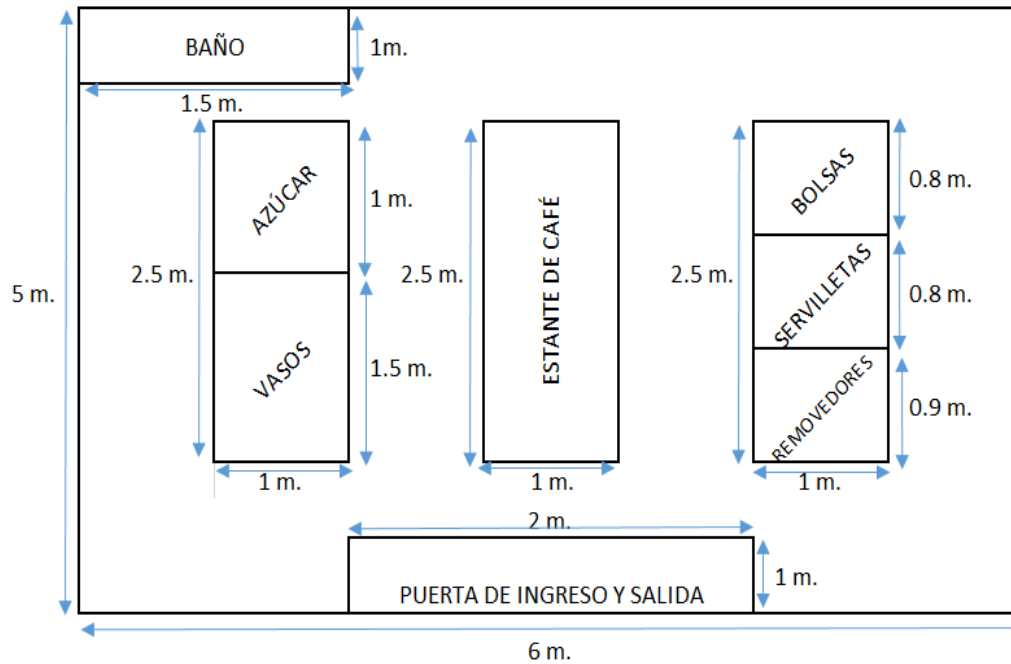 BAÑO
1m.
1.5 m.
2.5 m.
AZÚCAR
1 m.
VASOS
1.5 m.
1 m.
2.5 m.
ESTANTE DE CAFÉ
1 m.
2.5 m.
BOLSAS
0.8 m.
SERVILLETAS
0.8 m.
REMOVEDORES
0.9 m.
1 m.
5 m.
2 m.
PUERTA DE INGRESO Y SALIDA
1 m.
6 m.